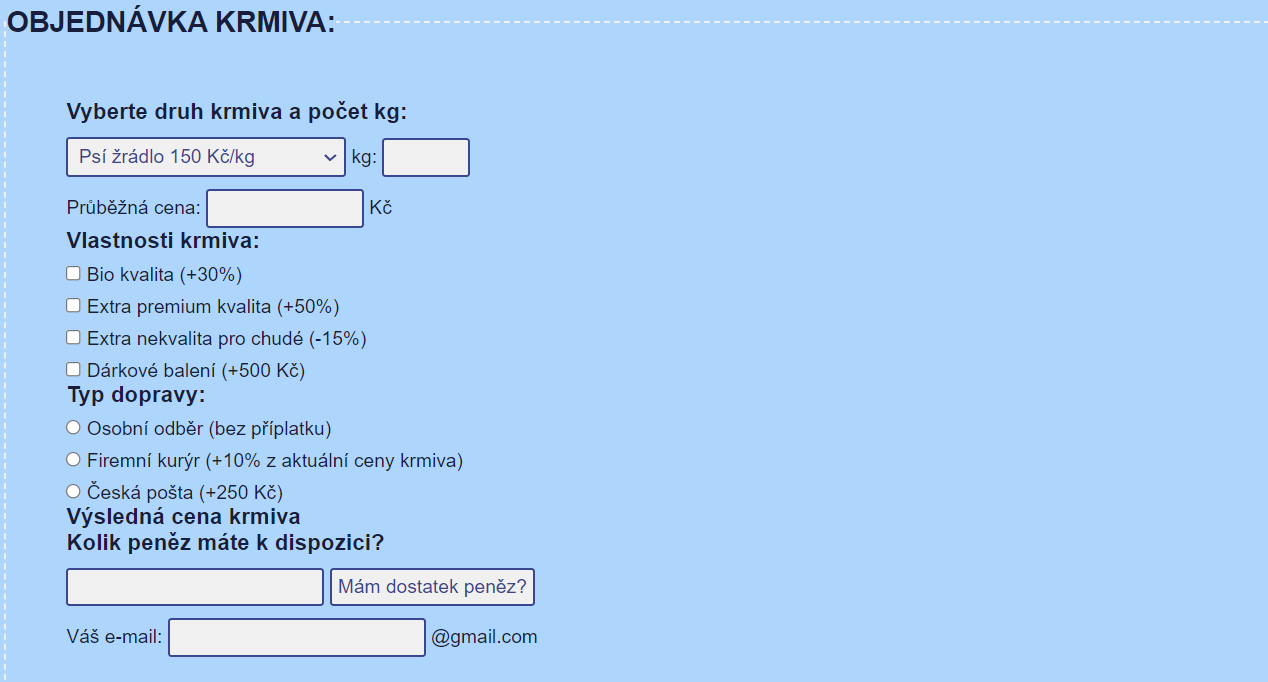 OBJEDNÁVKA KRMIVA:
Vyberte druh krmiva a počet kg:
Psí žrádlo 150 Kč/kg kg:
Průběžná cena: Kč
Vlastnosti krmiva:
Bio kvalita (+30%)
Extra premium kvalita (+50%)
Extra nekvalita pro chudé (-15%)
Dárkové balení (+500 Kč)
Typ dopravy:
Osobní odběr (bez příplatku)
Firemní kurýr (+10% z aktuální ceny krmiva)
Česká pošta (+250 Kč)
Výsledná cena krmiva
Kolik peněz máte k dispozici?
Mám dostatek peněz?
Váš e-mail: @gmail.com